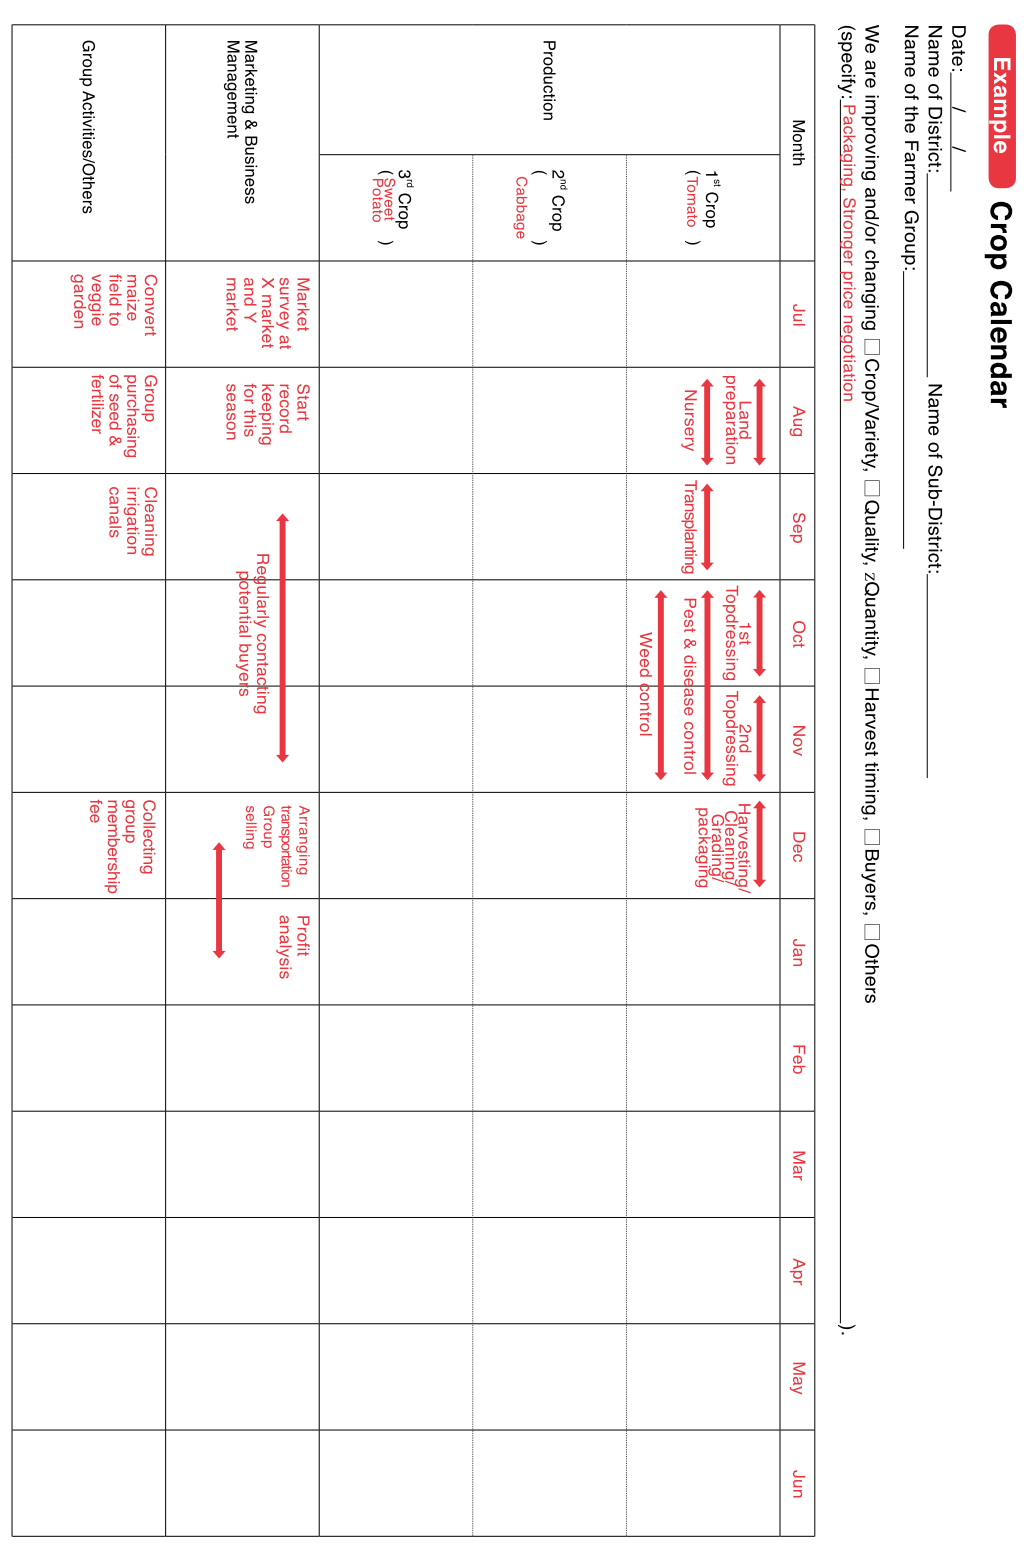 Example Crop Calendar
Date: / /
Name of District: Name of Sub-District:
Name of the Farmer Group:
We are improving and/or changing □Crop/Variety, □Quality, zQuantity, □Harvest timing, □Buyers, □Others
(specify: Packaging, Stronger price negotiation ).
Month
Jul
Aug
Sep
Oct
Nov
Dec
Jan
Feb
Mar
Apr
May
Jun
Production
1st Crop
( Tomato )
Land
preparation
Nursery
Transplanting
1st
Topdressing
2nd
Topdressing
Pest & disease control
Weed control
Harvesting/
Cleaning/
Grading/
packaging
2nd Crop
( Cabbage )
3rd Crop
( Sweet
Potato )
Marketing & Business
Management
Market
survey at
X market
and Y
market
Start
record
keeping
for this
season
Regularly contacting
potential buyers
Arranging
transportation
Group
selling
Profit
analysis
Group Activities/Others
Convert
maize
field to
veggie
garden
Group
purchasing
of seed &
fertilizer
Cleaning
irrigation
canals
Collecting
group
membership
fee